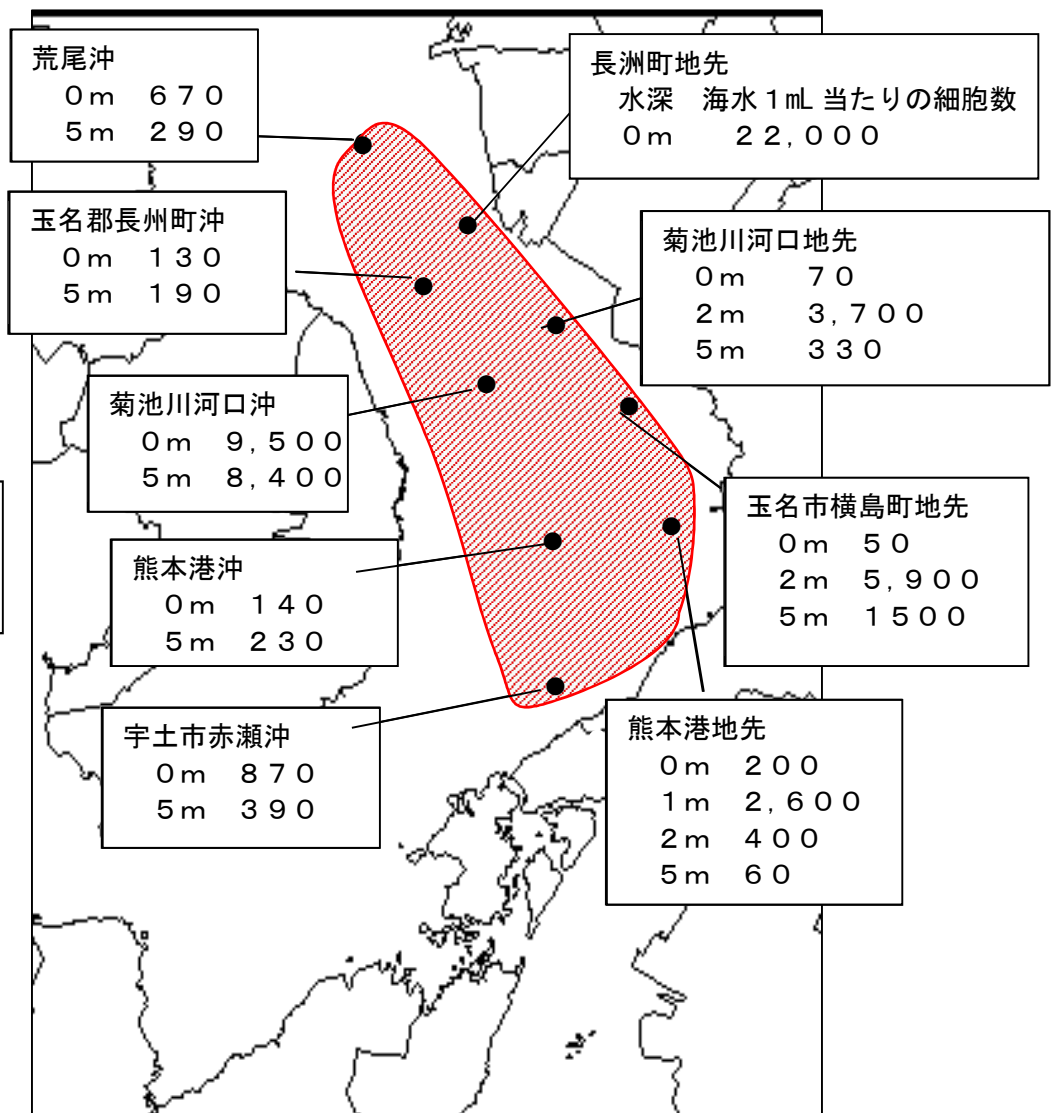 荒尾沖
0m 670
5m 290
長洲町地先
水深 海水1mL当たりの細胞数
0m 22,000
玉名郡長州町沖
0m 130
5m 190
菊池川河口地先
0m 70
2m 3,700
5m 330
菊池川河口沖
0m 9,500
5m 8,400
玉名市横島町地先
0m 50
2m 5,900
5m 1500
熊本港沖
0m 140
5m 230
宇土市赤瀬沖
0m 870
5m 390
熊本港地先
0m 200
1m 2,600
2m 400
5m 60